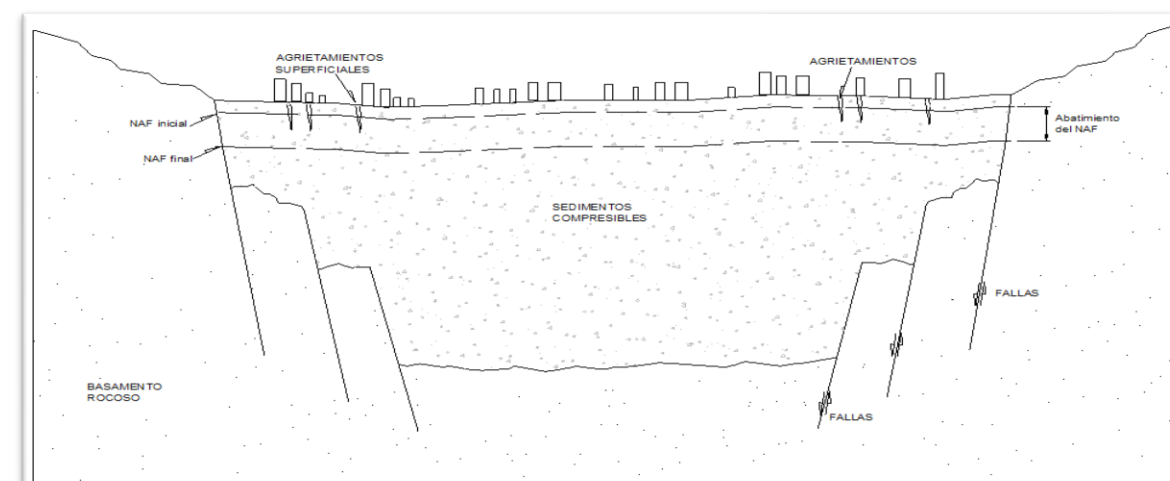 AGRIETAMIENTOS
SUPERFICIALES
AGRIETAMIENTOS
NAF inicial
Abatimiento
del NAF
NAF final
SEDIMENTOS
COMPRESIBLES
FALLAS
BASAMENTO
ROCOSO
FALLAS